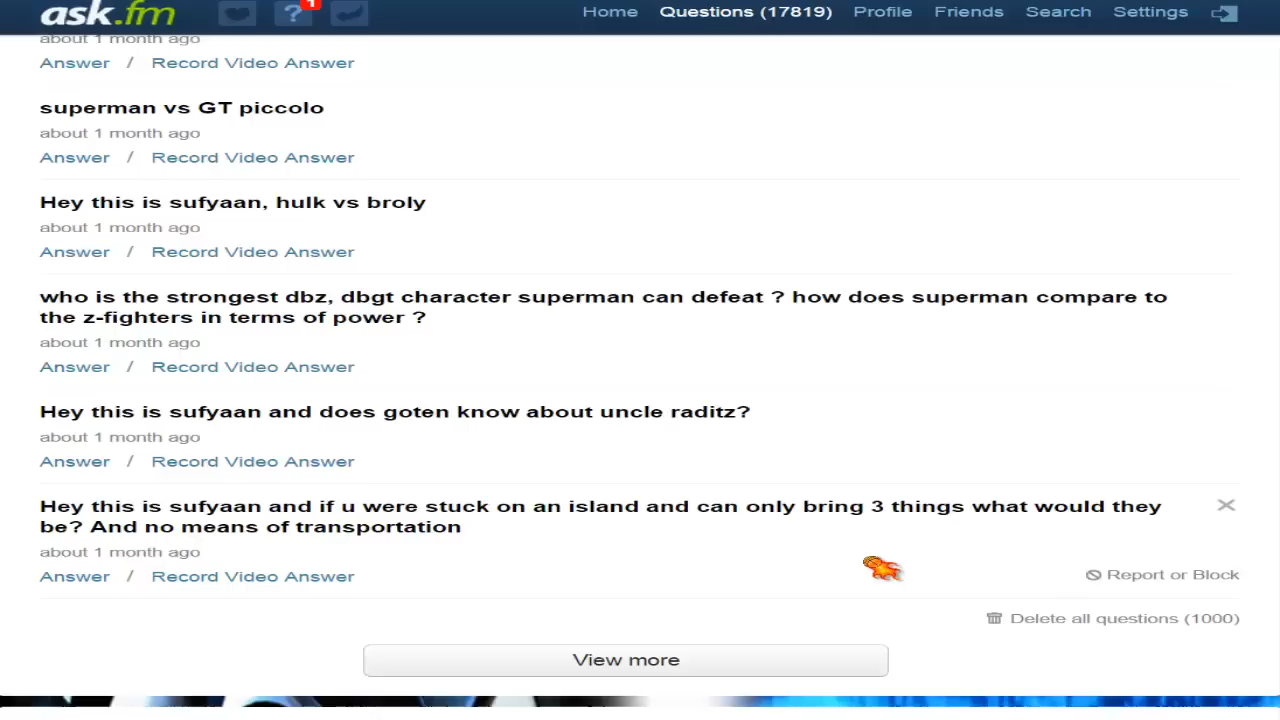 ask.fm ? 1 Home Questions (17819) Profile Friends Search Settings
about 1 month ago
Answer / Record Video Answer
superman vs GT piccolo
about 1 month ago
Answer / Record Video Answer
Hey this is sufyaan, hulk vs broly
about 1 month ago
Answer / Record Video Answer
who is the strongest dbz, dbgt character superman can defeat ? how does superman compare to
the z-fighters in terms of power ?
about 1 month ago
Answer / Record Video Answer
Hey this is sufyaan and does goten know about uncle raditz?
about 1 month ago
Answer / Record Video Answer
Hey this is sufyaan and if u were stuck on an island and can only bring 3 things what would they
be? And no means of transportation
about 1 month ago
Answer / Record Video Answer Report or Block
Delete all questions (1000)
View more